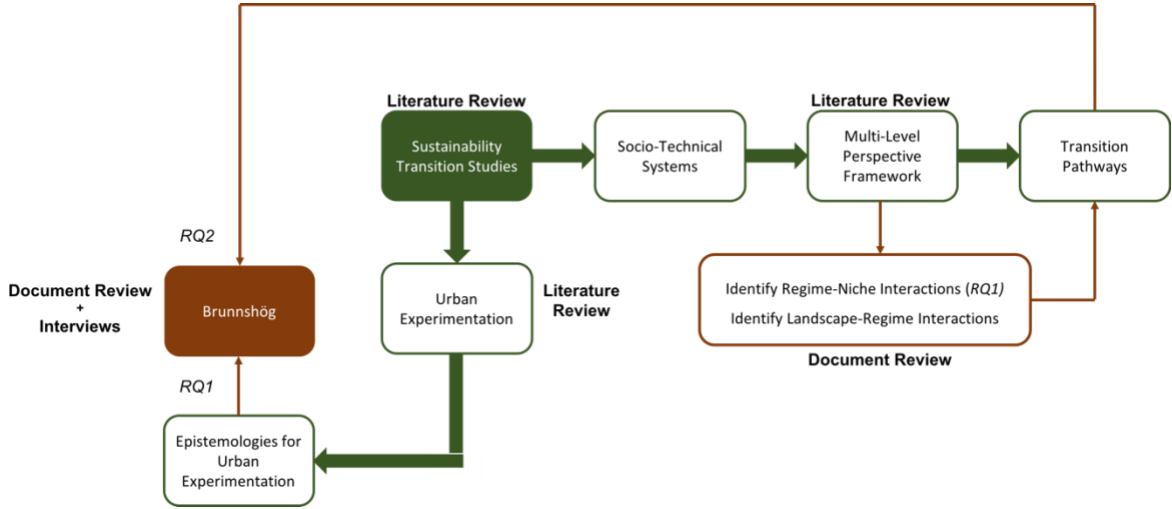 Literature Review
Literature Review
Sustainability
Transition Studies
Socio-Technical
Systems
Multi-Level
Perspective
Framework
Transition
Pathways
RQ2
Document Review
+
Interviews
Brunnshög
Urban
Experimentation
Literature
Review
Identify Regime-Niche Interactions (RQ1)
Identify Landscape-Regime Interactions
Document Review
RQ1
Epistemologies for
Urban
Experimentation